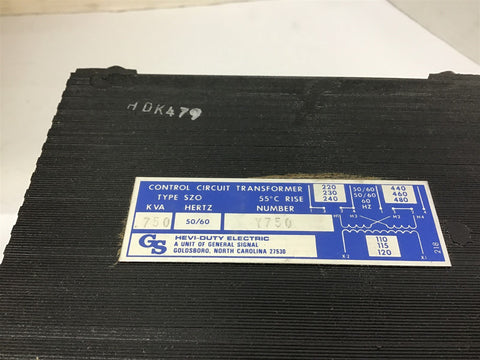 HDK479
CONTROL CIRCUIT TRANSFORMER
TYPE SZO 55°C RISE
KVA HERTZ NUMBER
.750 50/60 Y750
GS HEVI-DUTY ELECTRIC
A UNIT OF GENERAL SIGNAL
GOLDSBORO, NORTH CAROLINA 27530
220 50/60 440
230 50/60 460
240 60 480
HZ
H1 H3 H2 H4
110
115
120
X2 X1
218